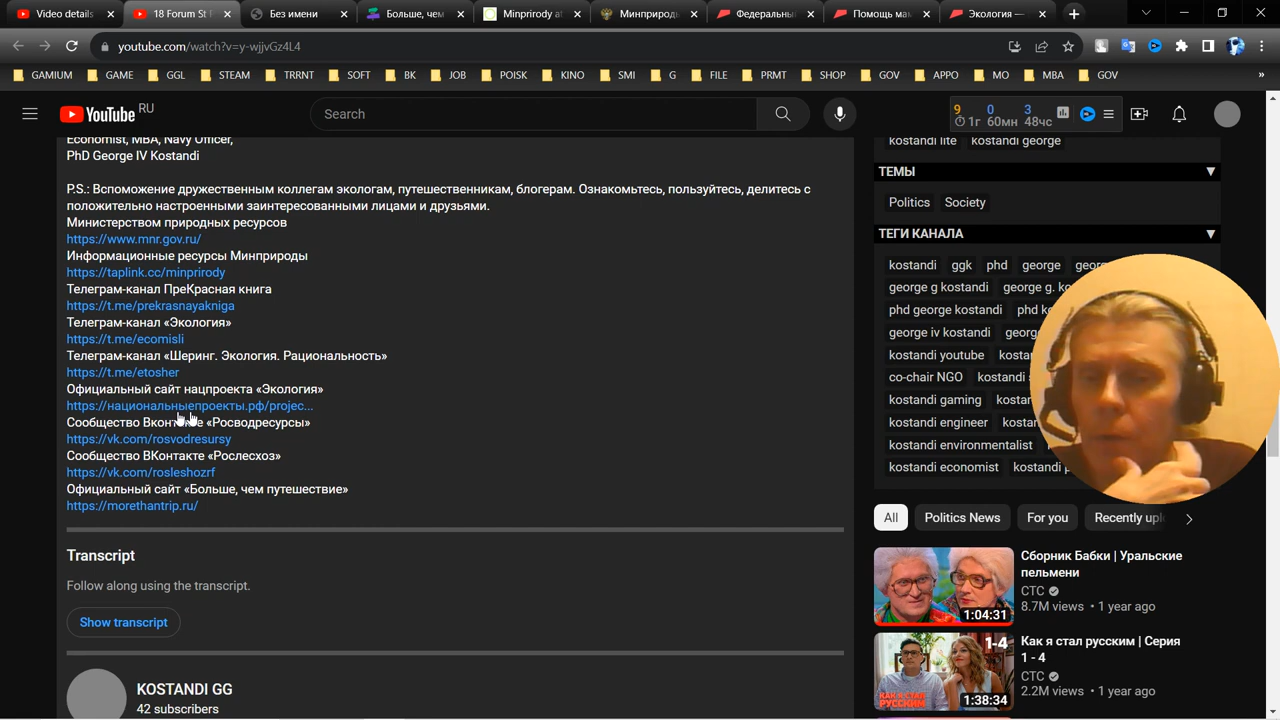 Video details
18 Forum St P
Без имени
Больше, чем
Minprirody at
Минприрод
Федеральны
Помощь ма
Экология —
youtube.com/watch?v=y-wjjvGz4L4
GAMIUM GAME GGL STEAM TRRNT SOFT BK JOB POISK KINO SMI G FILE PRMT SHOP GOV APPO MO MBA GOV »
YouTube RU
Search
9 0 3
1г 60мн 48чс
Economist, MBA, Navy Officer,
PhD George IV Kostandi
P.S.: Вспоможение дружественным коллегам экологам, путешественникам, блогерам. Ознакомьтесь, пользуйтесь, делитесь с
положительно настроенными заинтересованными лицами и друзьями.
Министерством природных ресурсов
https://www.mnr.gov.ru/
Информационные ресурсы Минприроды
https://taplink.cc/minprirody
Телеграм-канал ПреКрасная книга
https://t.me/prekrasnayakniga
Телеграм-канал «Экология»
https://t.me/ecomisli
Телеграм-канал «Шеринг. Экология. Рациональность»
https://t.me/etosher
Официальный сайт нацпроекта «Экология»
https://национальныепроекты.рф/projec...
Сообщество Вконтакте «Росводресурсы»
https://vk.com/rosvodresursy
Сообщество ВКонтакте «Рослесхоз»
https://vk.com/rosleshozrf
Официальный сайт «Больше, чем путешествие»
https://morethantrip.ru/
Transcript
Follow along using the transcript.
Show transcript
KOSTANDI GG
42 subscribers
kostandi lite kostandi george
ТЕМЫ
Politics Society
ТЕГИ КАНАЛА
kostandi ggk phd george
george g kostandi george g.
phd george kostandi phd
george iv kostandi
kostandi youtube
co-chair NGO kostandi
kostandi gaming
kostandi engineer
kostandi environmentalist
kostandi economist kostandi
All Politics News For you Recently upl
Сборник Бабки | Уральские
пельмени
СТС
8.7M views • 1 year ago
1:04:31
Как я стал русским | Серия
1 - 4
СТС
2.2M views • 1 year ago
1-4
КАК Я СТАЛ
РУССКИМ
1:38:34